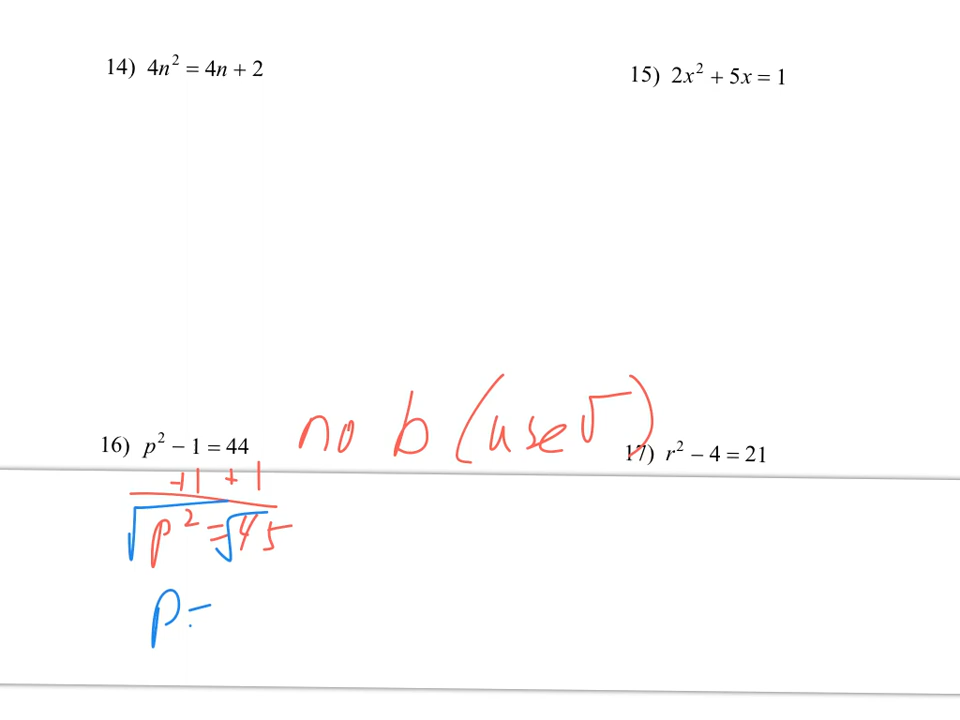 14) 4n² = 4n + 2
15) 2x² + 5x = 1
no b (use √)
16) p² − 1 = 44
17) r² − 4 = 21
+1 +1
√p² = √45
p =